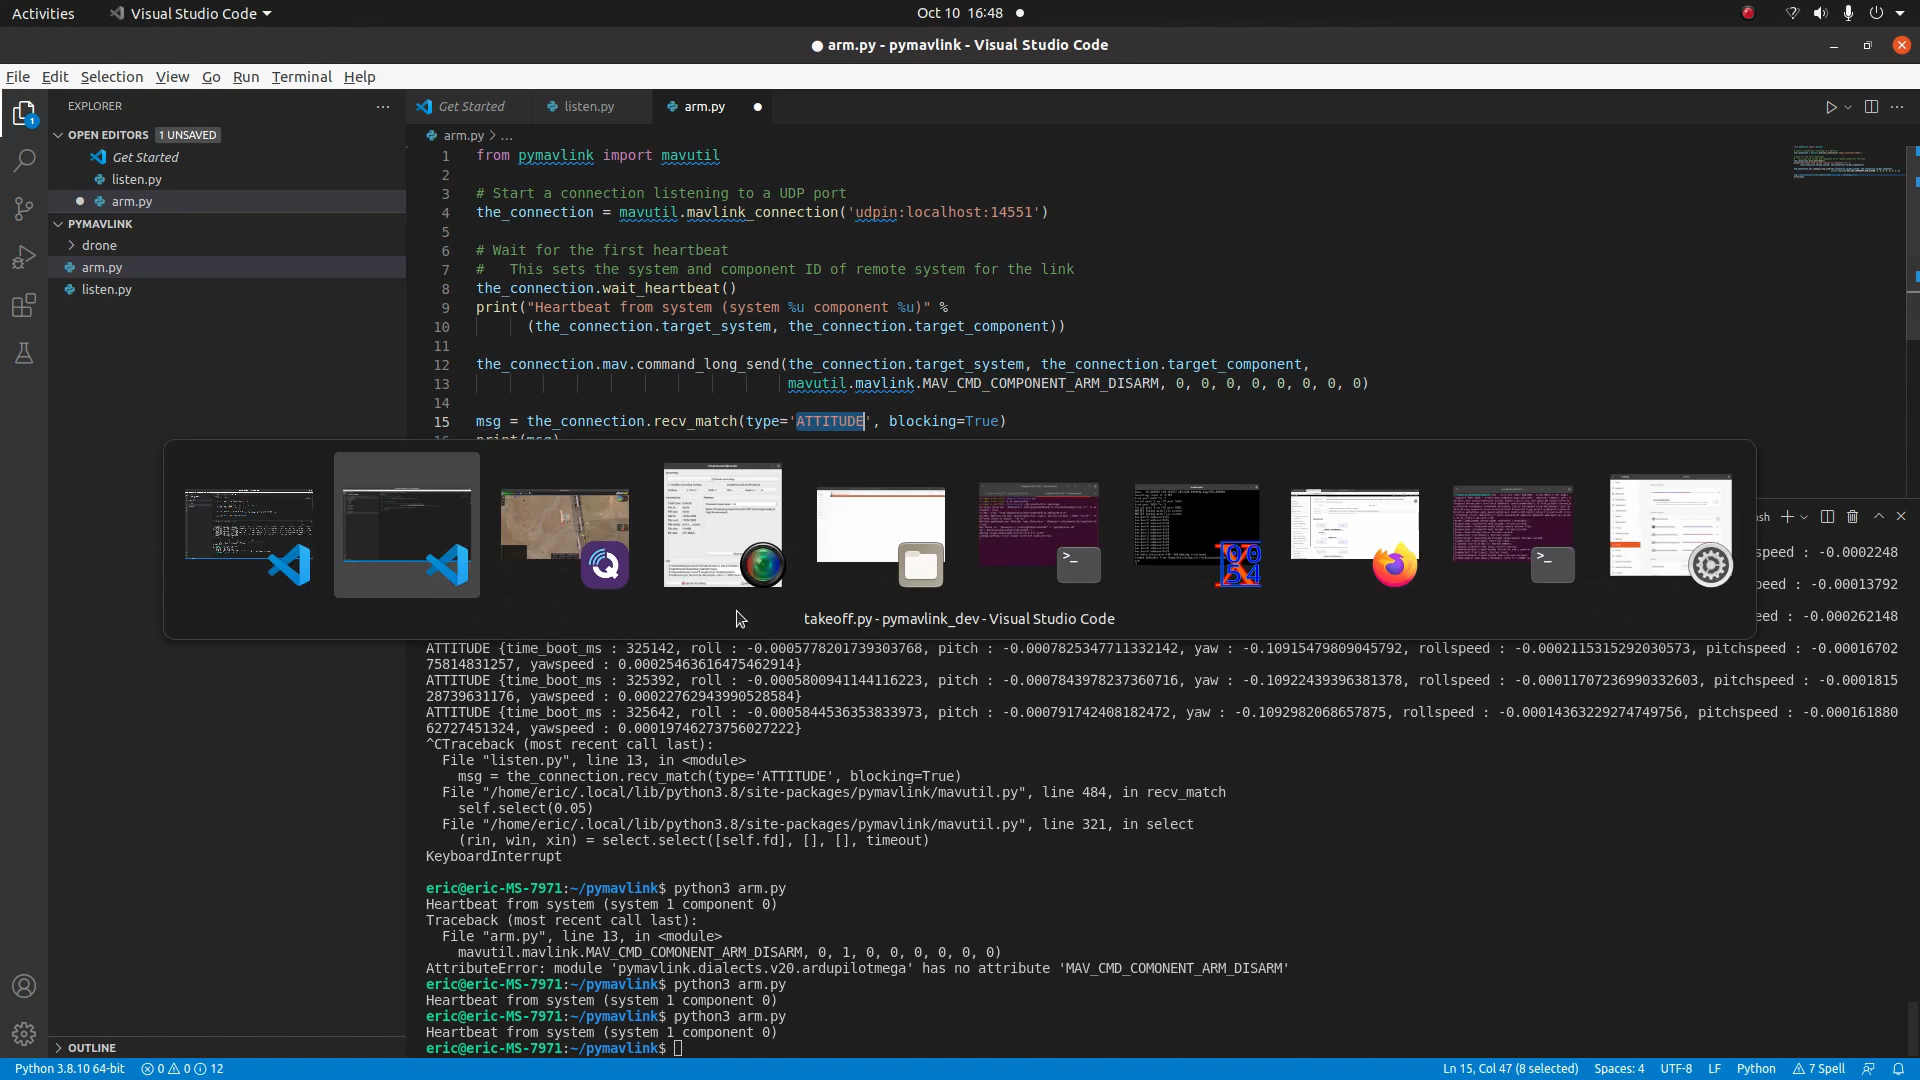 Activities
Visual Studio Code
Oct 10 16:48
arm.py - pymavlink - Visual Studio Code
File Edit Selection View Go Run Terminal Help
EXPLORER
OPEN EDITORS 1 UNSAVED
Get Started
listen.py
arm.py
PYMAVLINK
drone
arm.py
listen.py
OUTLINE
Get Started
listen.py
arm.py
arm.py > ...
1 from pymavlink import mavutil
2
3 # Start a connection listening to a UDP port
4 the_connection = mavutil.mavlink_connection('udpin:localhost:14551')
5
6 # Wait for the first heartbeat
7 #   This sets the system and component ID of remote system for the link
8 the_connection.wait_heartbeat()
9 print("Heartbeat from system (system %u component %u)" %
10 (the_connection.target_system, the_connection.target_component))
11
12 the_connection.mav.command_long_send(the_connection.target_system, the_connection.target_component,
13 mavutil.mavlink.MAV_CMD_COMPONENT_ARM_DISARM, 0, 0, 0, 0, 0, 0, 0, 0)
14
15 msg = the_connection.recv_match(type='ATTITUDE', blocking=True)
takeoff.py - pymavlink_dev - Visual Studio Code
speed : -0.0002248
speed : -0.00013792
speed : -0.000262148
ATTITUDE {time_boot_ms : 325142, roll : -0.0005778201739303768, pitch : -0.0007825347711332142, yaw : -0.10915479809045792, rollspeed : -0.0002115315292030573, pitchspeed : -0.00016702
75814831257, yawspeed : 0.00025463616475462914}
ATTITUDE {time_boot_ms : 325392, roll : -0.0005800941144116223, pitch : -0.0007843978237360716, yaw : -0.10922439396381378, rollspeed : -0.00011707236990332603, pitchspeed : -0.0001815
28739631176, yawspeed : 0.00022762943990528584}
ATTITUDE {time_boot_ms : 325642, roll : -0.0005844536353833973, pitch : -0.000791742408182472, yaw : -0.1092982068657875, rollspeed : -0.00014363229274749756, pitchspeed : -0.000161880
62727451324, yawspeed : 0.00019746273756027222}
^CTraceback (most recent call last):
File "listen.py", line 13, in <module>
msg = the_connection.recv_match(type='ATTITUDE', blocking=True)
File "/home/eric/.local/lib/python3.8/site-packages/pymavlink/mavutil.py", line 484, in recv_match
self.select(0.05)
File "/home/eric/.local/lib/python3.8/site-packages/pymavlink/mavutil.py", line 321, in select
(rin, win, xin) = select.select([self.fd], [], [], timeout)
KeyboardInterrupt
eric@eric-MS-7971:~/pymavlink$ python3 arm.py
Heartbeat from system (system 1 component 0)
Traceback (most recent call last):
File "arm.py", line 13, in <module>
mavutil.mavlink.MAV_CMD_COMONENT_ARM_DISARM, 0, 1, 0, 0, 0, 0, 0, 0)
AttributeError: module 'pymavlink.dialects.v20.ardupilotmega' has no attribute 'MAV_CMD_COMONENT_ARM_DISARM'
eric@eric-MS-7971:~/pymavlink$ python3 arm.py
Heartbeat from system (system 1 component 0)
eric@eric-MS-7971:~/pymavlink$ python3 arm.py
Heartbeat from system (system 1 component 0)
eric@eric-MS-7971:~/pymavlink$
Python 3.8.10 64-bit
0 0 12
Ln 15, Col 47 (8 selected)
Spaces: 4
UTF-8
LF
Python
7 Spell